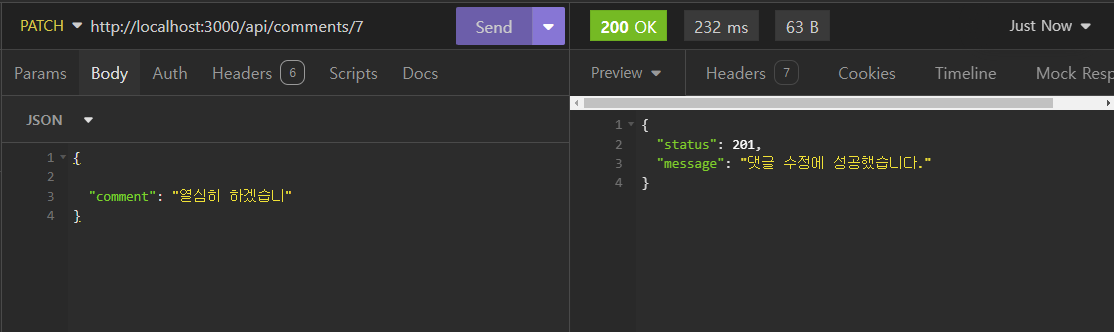 PATCH http://localhost:3000/api/comments/7 Send
200 OK 232 ms 63 B Just Now
Params Body Auth Headers 6 Scripts Docs
Preview Headers 7 Cookies Timeline Mock Resp
JSON
1 {
2
3 "comment": "열심히 하겠습니"
4 }
1 {
2 "status": 201,
3 "message": "댓글 수정에 성공했습니다."
4 }